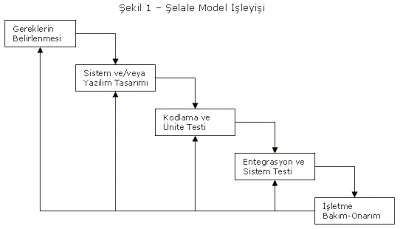 Şekil 1 – Şelale Model İşleyişi
Gereklerin
Belirlenmesi
Sistem ve/veya
Yazılım Tasarımı
Kodlama ve
Ünite Testi
Entegrasyon ve
Sistem Testi
İşletme
Bakım-Onarım